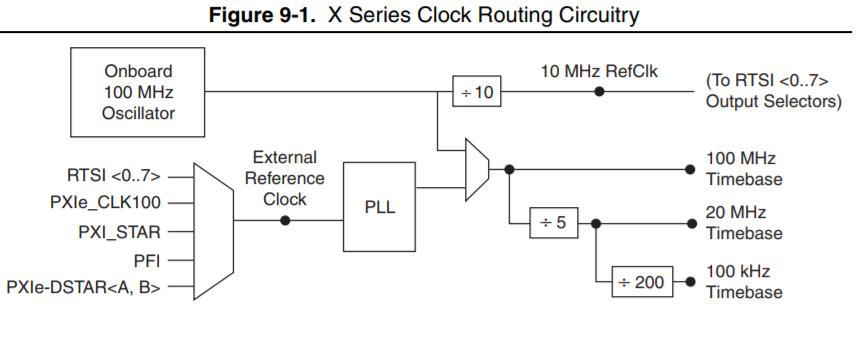 Figure 9-1. X Series Clock Routing Circuitry
Onboard
100 MHz
Oscillator
÷ 10
10 MHz RefClk
(To RTSI <0..7>
Output Selectors)
RTSI <0..7>
PXIe_CLK100
PXI_STAR
PFI
PXIe-DSTAR<A, B>
External
Reference
Clock
PLL
100 MHz
Timebase
÷ 5
20 MHz
Timebase
÷ 200
100 kHz
Timebase